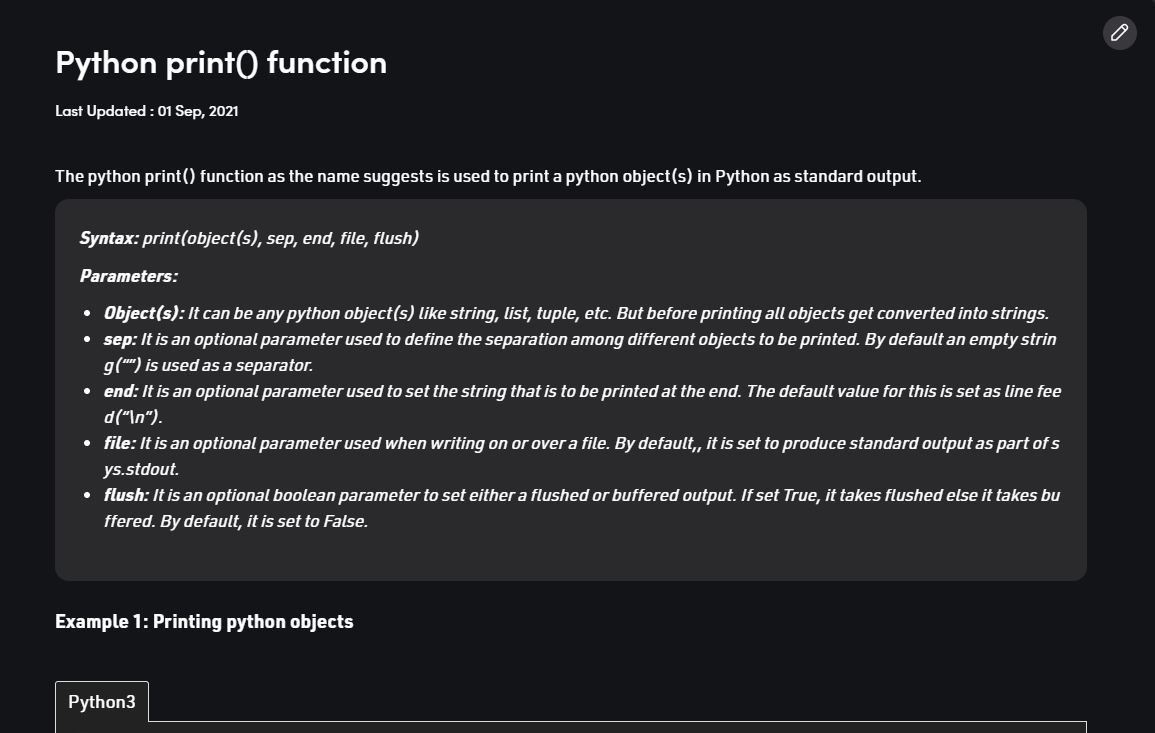 Python print() function
Last Updated : 01 Sep, 2021
The python print() function as the name suggests is used to print a python object(s) in Python as standard output.
Syntax: print(object(s), sep, end, file, flush)
Parameters:
• Object(s): It can be any python object(s) like string, list, tuple, etc. But before printing all objects get converted into strings.
• sep: It is an optional parameter used to define the separation among different objects to be printed. By default an empty strin
g(“”) is used as a separator.
• end: It is an optional parameter used to set the string that is to be printed at the end. The default value for this is set as line fee
d(“\n”).
• file: It is an optional parameter used when writing on or over a file. By default,, it is set to produce standard output as part of s
ys.stdout.
• flush: It is an optional boolean parameter to set either a flushed or buffered output. If set True, it takes flushed else it takes bu
ffered. By default, it is set to False.
Example 1: Printing python objects
Python3